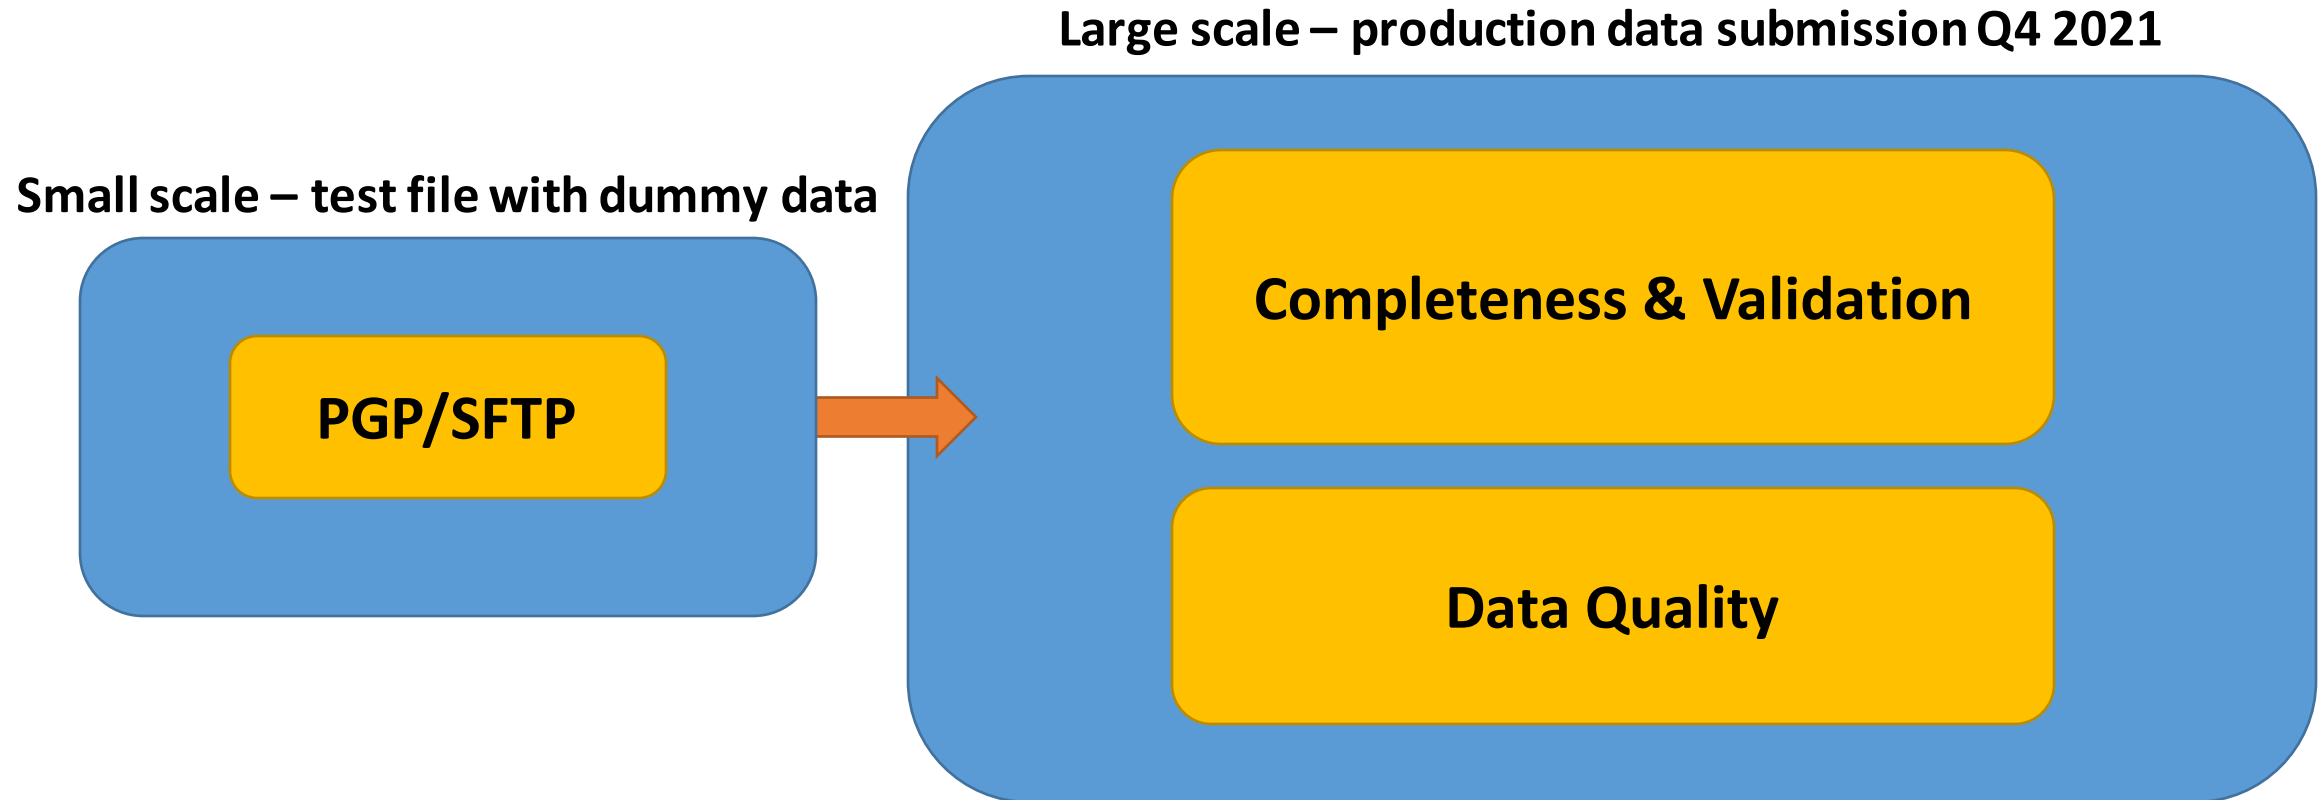 Large scale – production data submission Q4 2021
Small scale – test file with dummy data
Completeness & Validation
PGP/SFTP
Data Quality